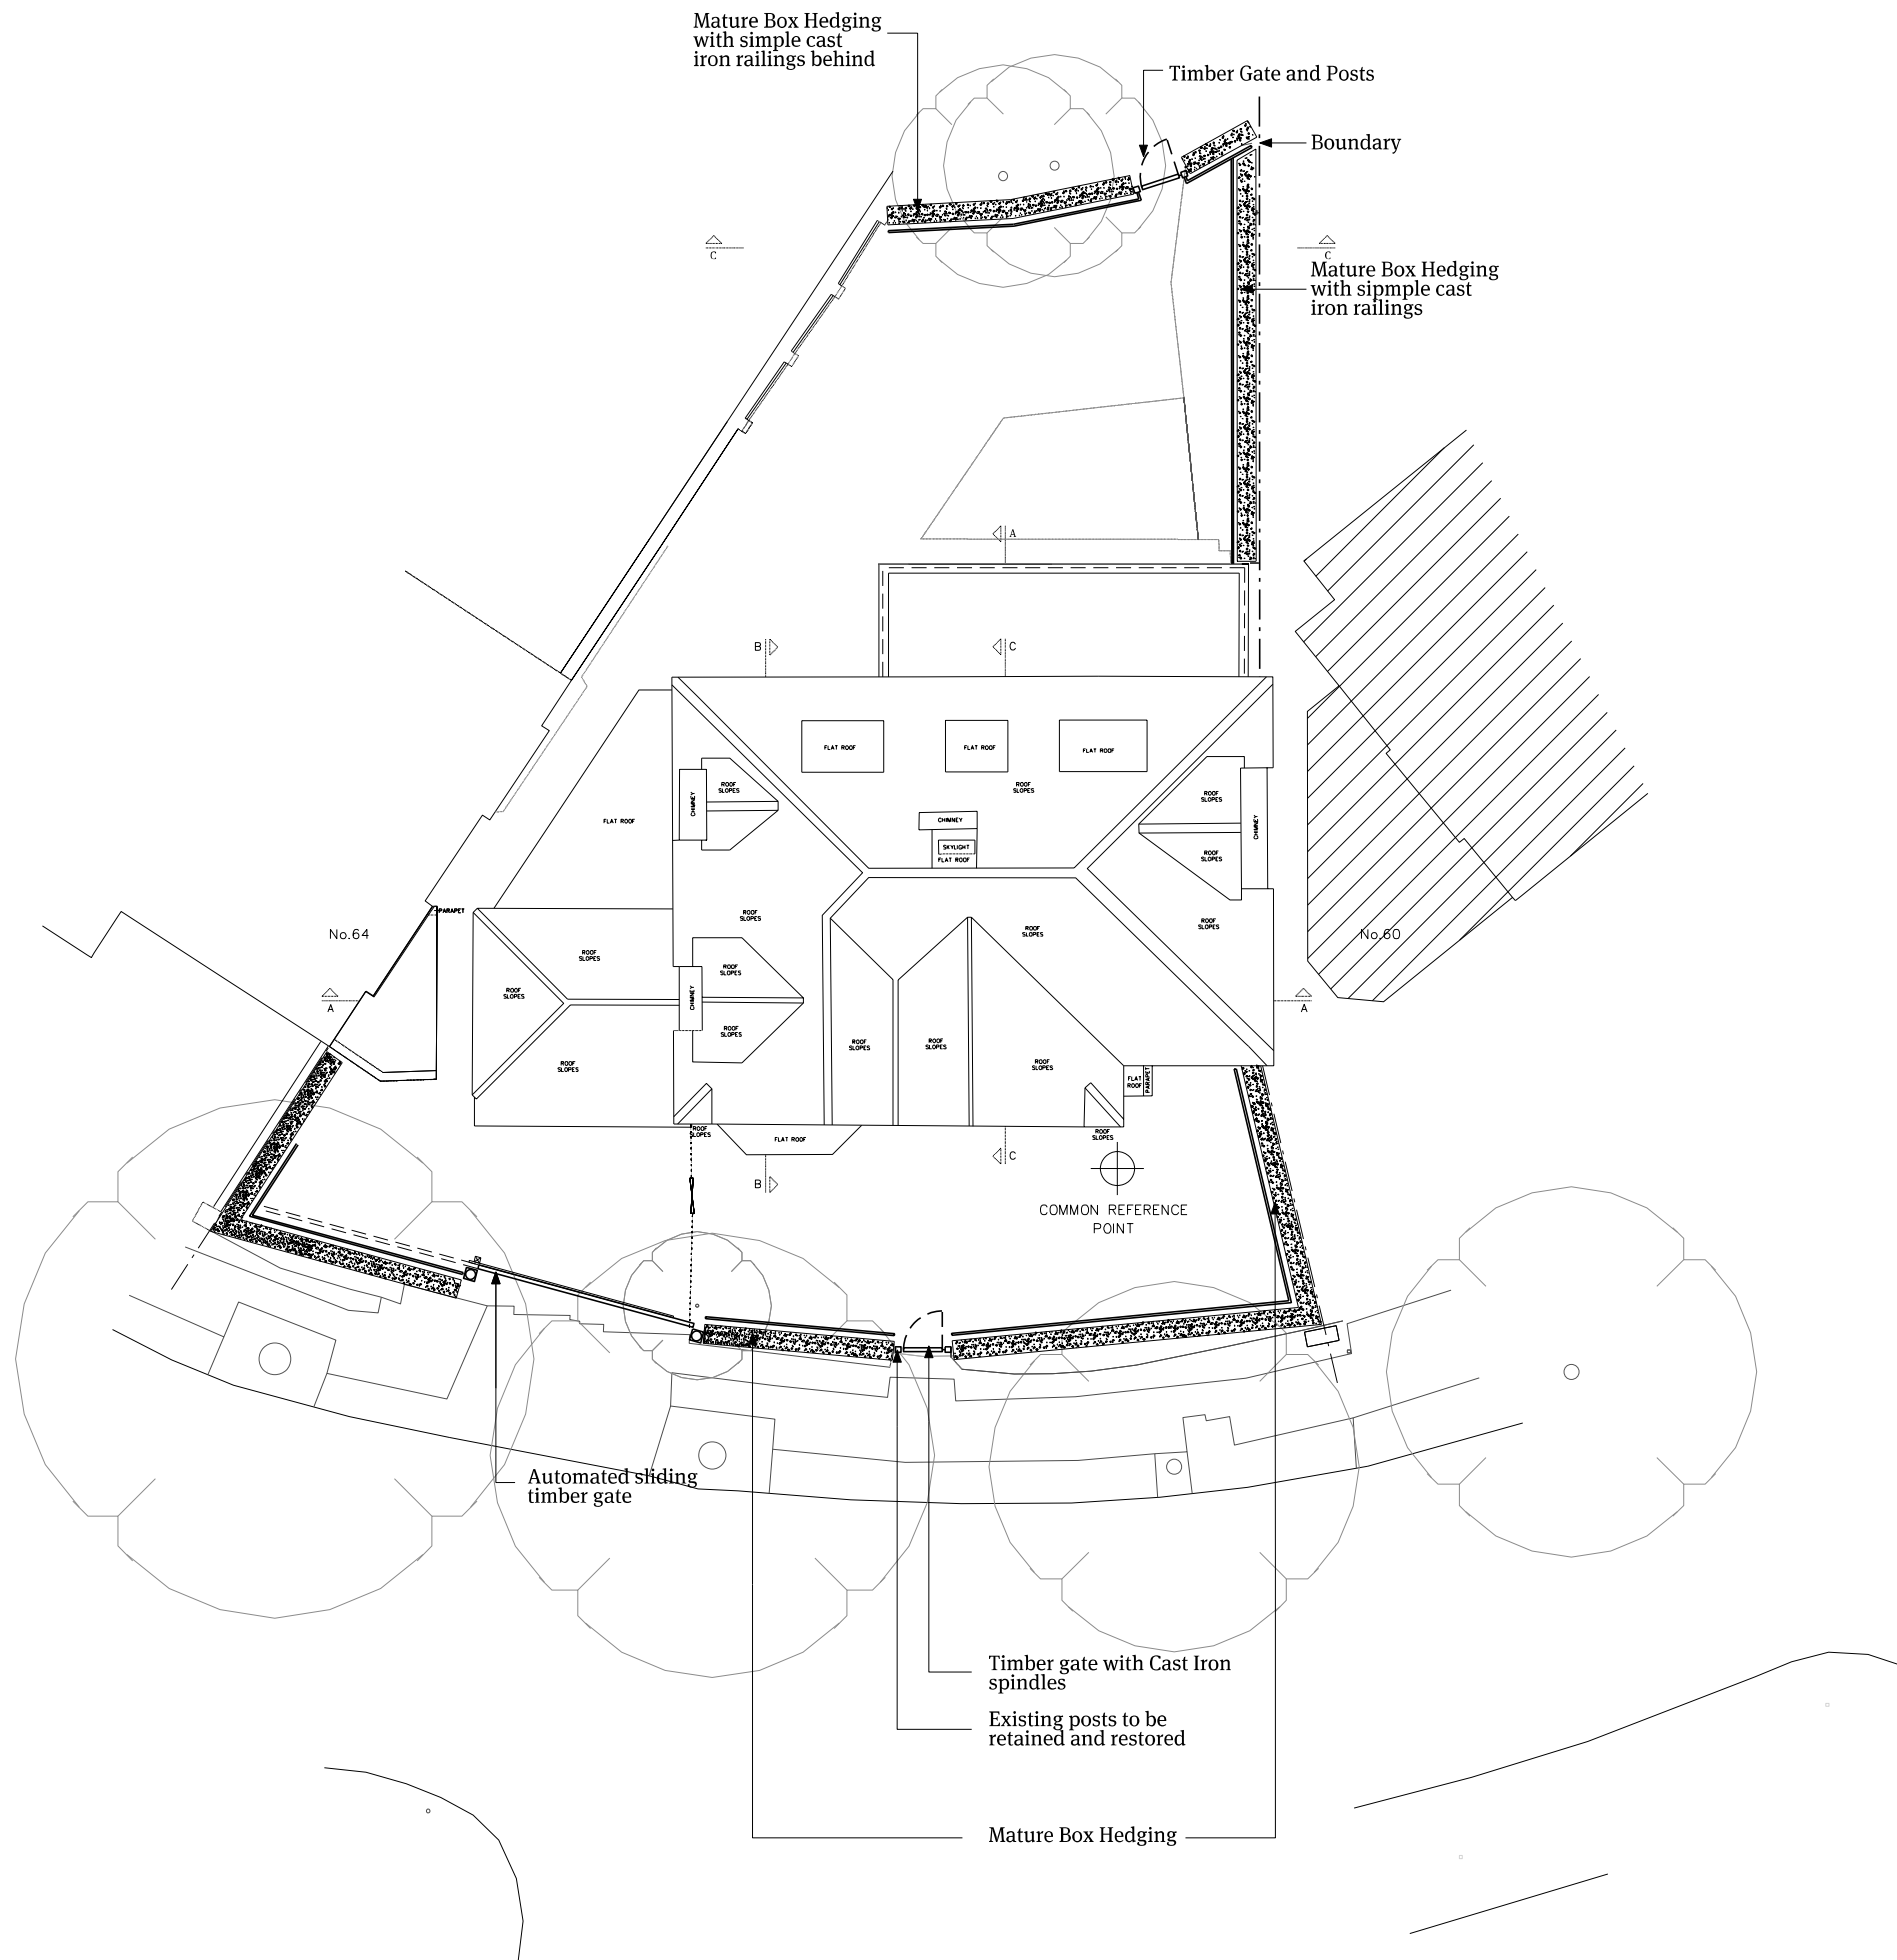 Mature Box Hedging
with simple cast
iron railings behind
Timber Gate and Posts
Boundary
C
C
Mature Box Hedging
with sipmple cast
iron railings
A
B
C
FLAT ROOF
FLAT ROOF
FLAT ROOF
ROOF
SLOPES
ROOF
SLOPES
ROOF
SLOPES
CHIMNEY
FLAT ROOF
CHIMNEY
SKYLIGHT
FLAT ROOF
CHIMNEY
ROOF
SLOPES
PARAPET
ROOF
SLOPES
ROOF
SLOPES
ROOF
SLOPES
No.64
No.60
ROOF
SLOPES
ROOF
SLOPES
ROOF
SLOPES
CHIMNEY
A
A
ROOF
SLOPES
ROOF
SLOPES
ROOF
SLOPES
ROOF
SLOPES
ROOF
SLOPES
FLAT
ROOF
PARAPET
ROOF
SLOPES
FLAT ROOF
ROOF
SLOPES
C
B
COMMON REFERENCE
POINT
Automated sliding
timber gate
Timber gate with Cast Iron
spindles
Existing posts to be
retained and restored
Mature Box Hedging